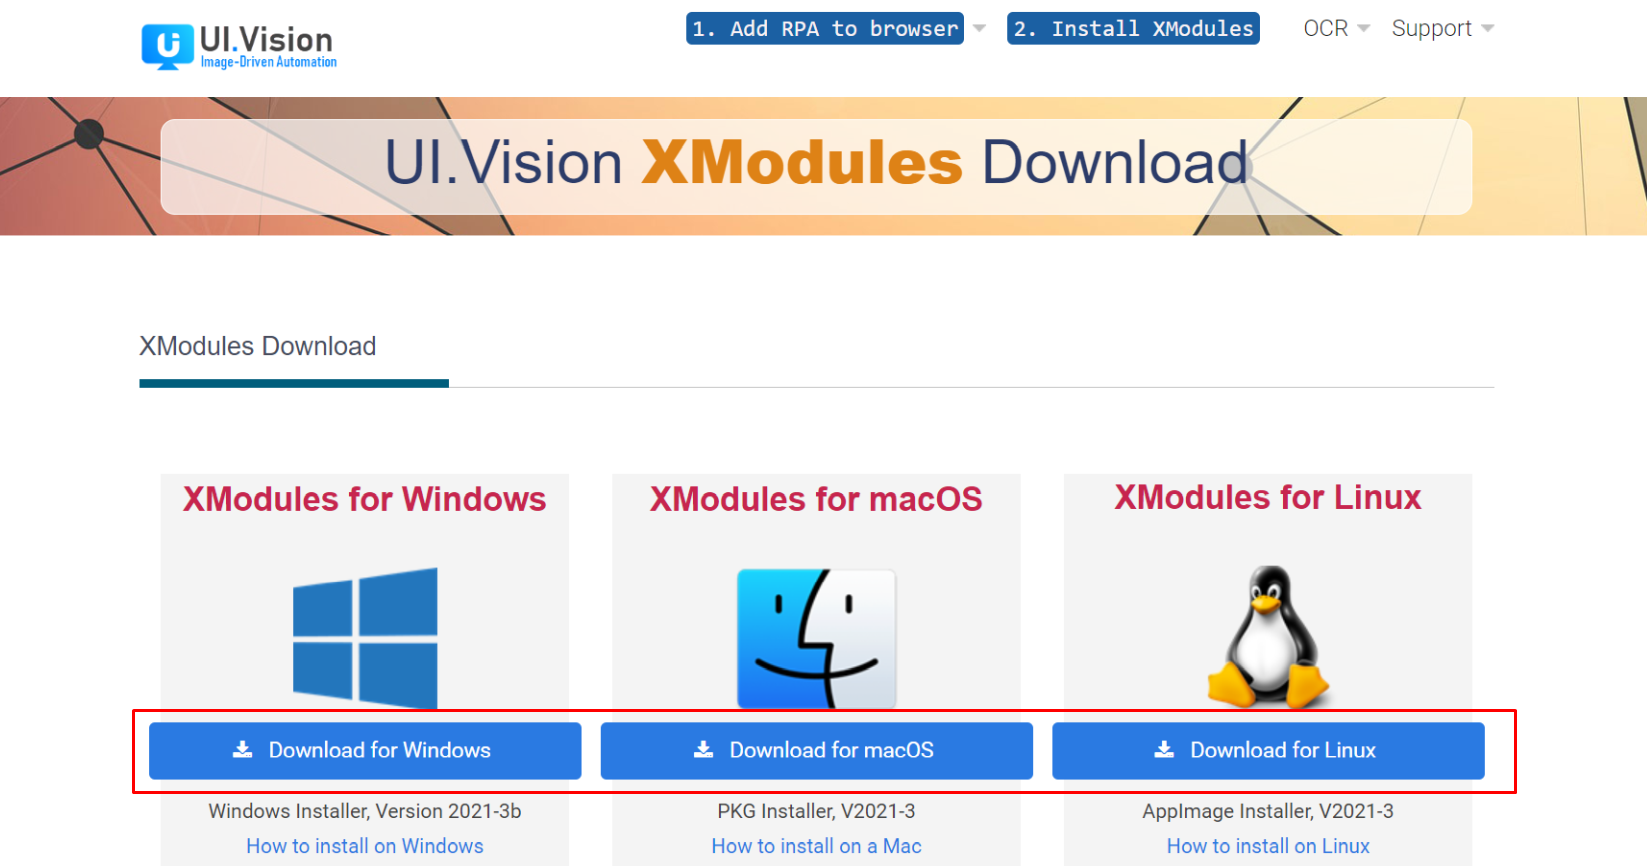 UI.Vision
Image-Driven Automation
1. Add RPA to browser
2. Install XModules
OCR
Support
UI.Vision XModules Download
XModules Download
XModules for Windows
Download for Windows
Windows Installer, Version 2021-3b
How to install on Windows
XModules for macOS
Download for macOS
PKG Installer, V2021-3
How to install on a Mac
XModules for Linux
Download for Linux
AppImage Installer, V2021-3
How to install on Linux